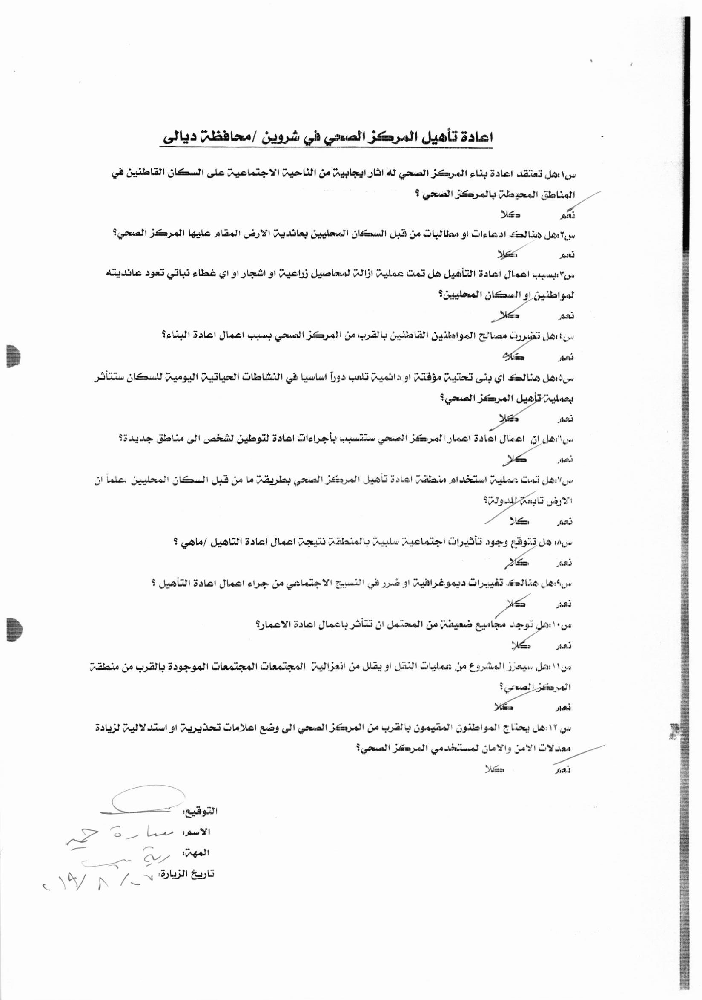 اعادة تأهيل المركز الصحي في شروين /محافظة ديالى
س١:هل تعتقد اعادة بناء المركز الصحي له اثار ايجابية من الناحية الاجتماعية على السكان القاطنين في
المناطق المحيطة بالمركز الصحي ؟
نعم كلا
س٢:هل هنالك ادعاءات او مطالبات من قبل السكان المحليين بعائدية الارض المقام عليها المركز الصحي؟
نعم كلا
س٣:بسبب اعمال اعادة التأهيل هل تمت عملية ازالة لمحاصيل زراعية او اشجار او اي غطاء نباتي تعود عائديته
لمواطنين او السكان المحليين؟
نعم كلا
س٤:هل تضررت مصالح المواطنين القاطنين بالقرب من المركز الصحي بسبب اعمال اعادة البناء؟
نعم كلا
س٥:هل هنالك اي بنى تحتية مؤقتة او دائمية تلعب دورآ اساسيا في النشاطات الحياتية اليومية للسكان ستتأثر
بعملية تأهيل المركز الصحي؟
نعم كلا
س٦:هل ان اعمال اعادة اعمار المركز الصحي ستتسبب بأجراءات اعادة لتوطين لشخص الى مناطق جديدة؟
نعم كلا
س٧:هل تمت عملية استخدام منطقة اعادة تأهيل المركز الصحي بطريقة ما من قبل السكان المحليين علمآ ان
الارض تابعة للدولة؟
نعم كلا
س٨: هل تتوقع وجود تأثيرات اجتماعية سلبية بالمنطقة نتيجة اعمال اعادة التاهيل /ماهي ؟
نعم كلا
س٩:هل هنالك تغييرات ديموغرافية او ضرر في النسيج الاجتماعي من جراء اعمال اعادة التأهيل ؟
نعم كلا
س١٠:هل توجد مجاميع ضعيفة من المحتمل ان تتأثر باعمال اعادة الاعمار؟
نعم كلا
س١١:هل سيعزز المشروع من عمليات النقل او يقلل من انعزالية المجتمعات المجتمعات الموجودة بالقرب من منطقة
المركز الصحي؟
نعم كلا
س١٢:هل يحتاج المواطنون المقيمون بالقرب من المركز الصحي الى وضع اعلامات تحذيرية او استدلالية لزيادة
معدلات الامن والامان لمستخدمي المركز الصحي؟
نعم كلا
التوقيع:
الاسم: سارة حميد
المهة: ربة بيت
تاريخ الزيارة: ٢٠١٩/٨/٢٧